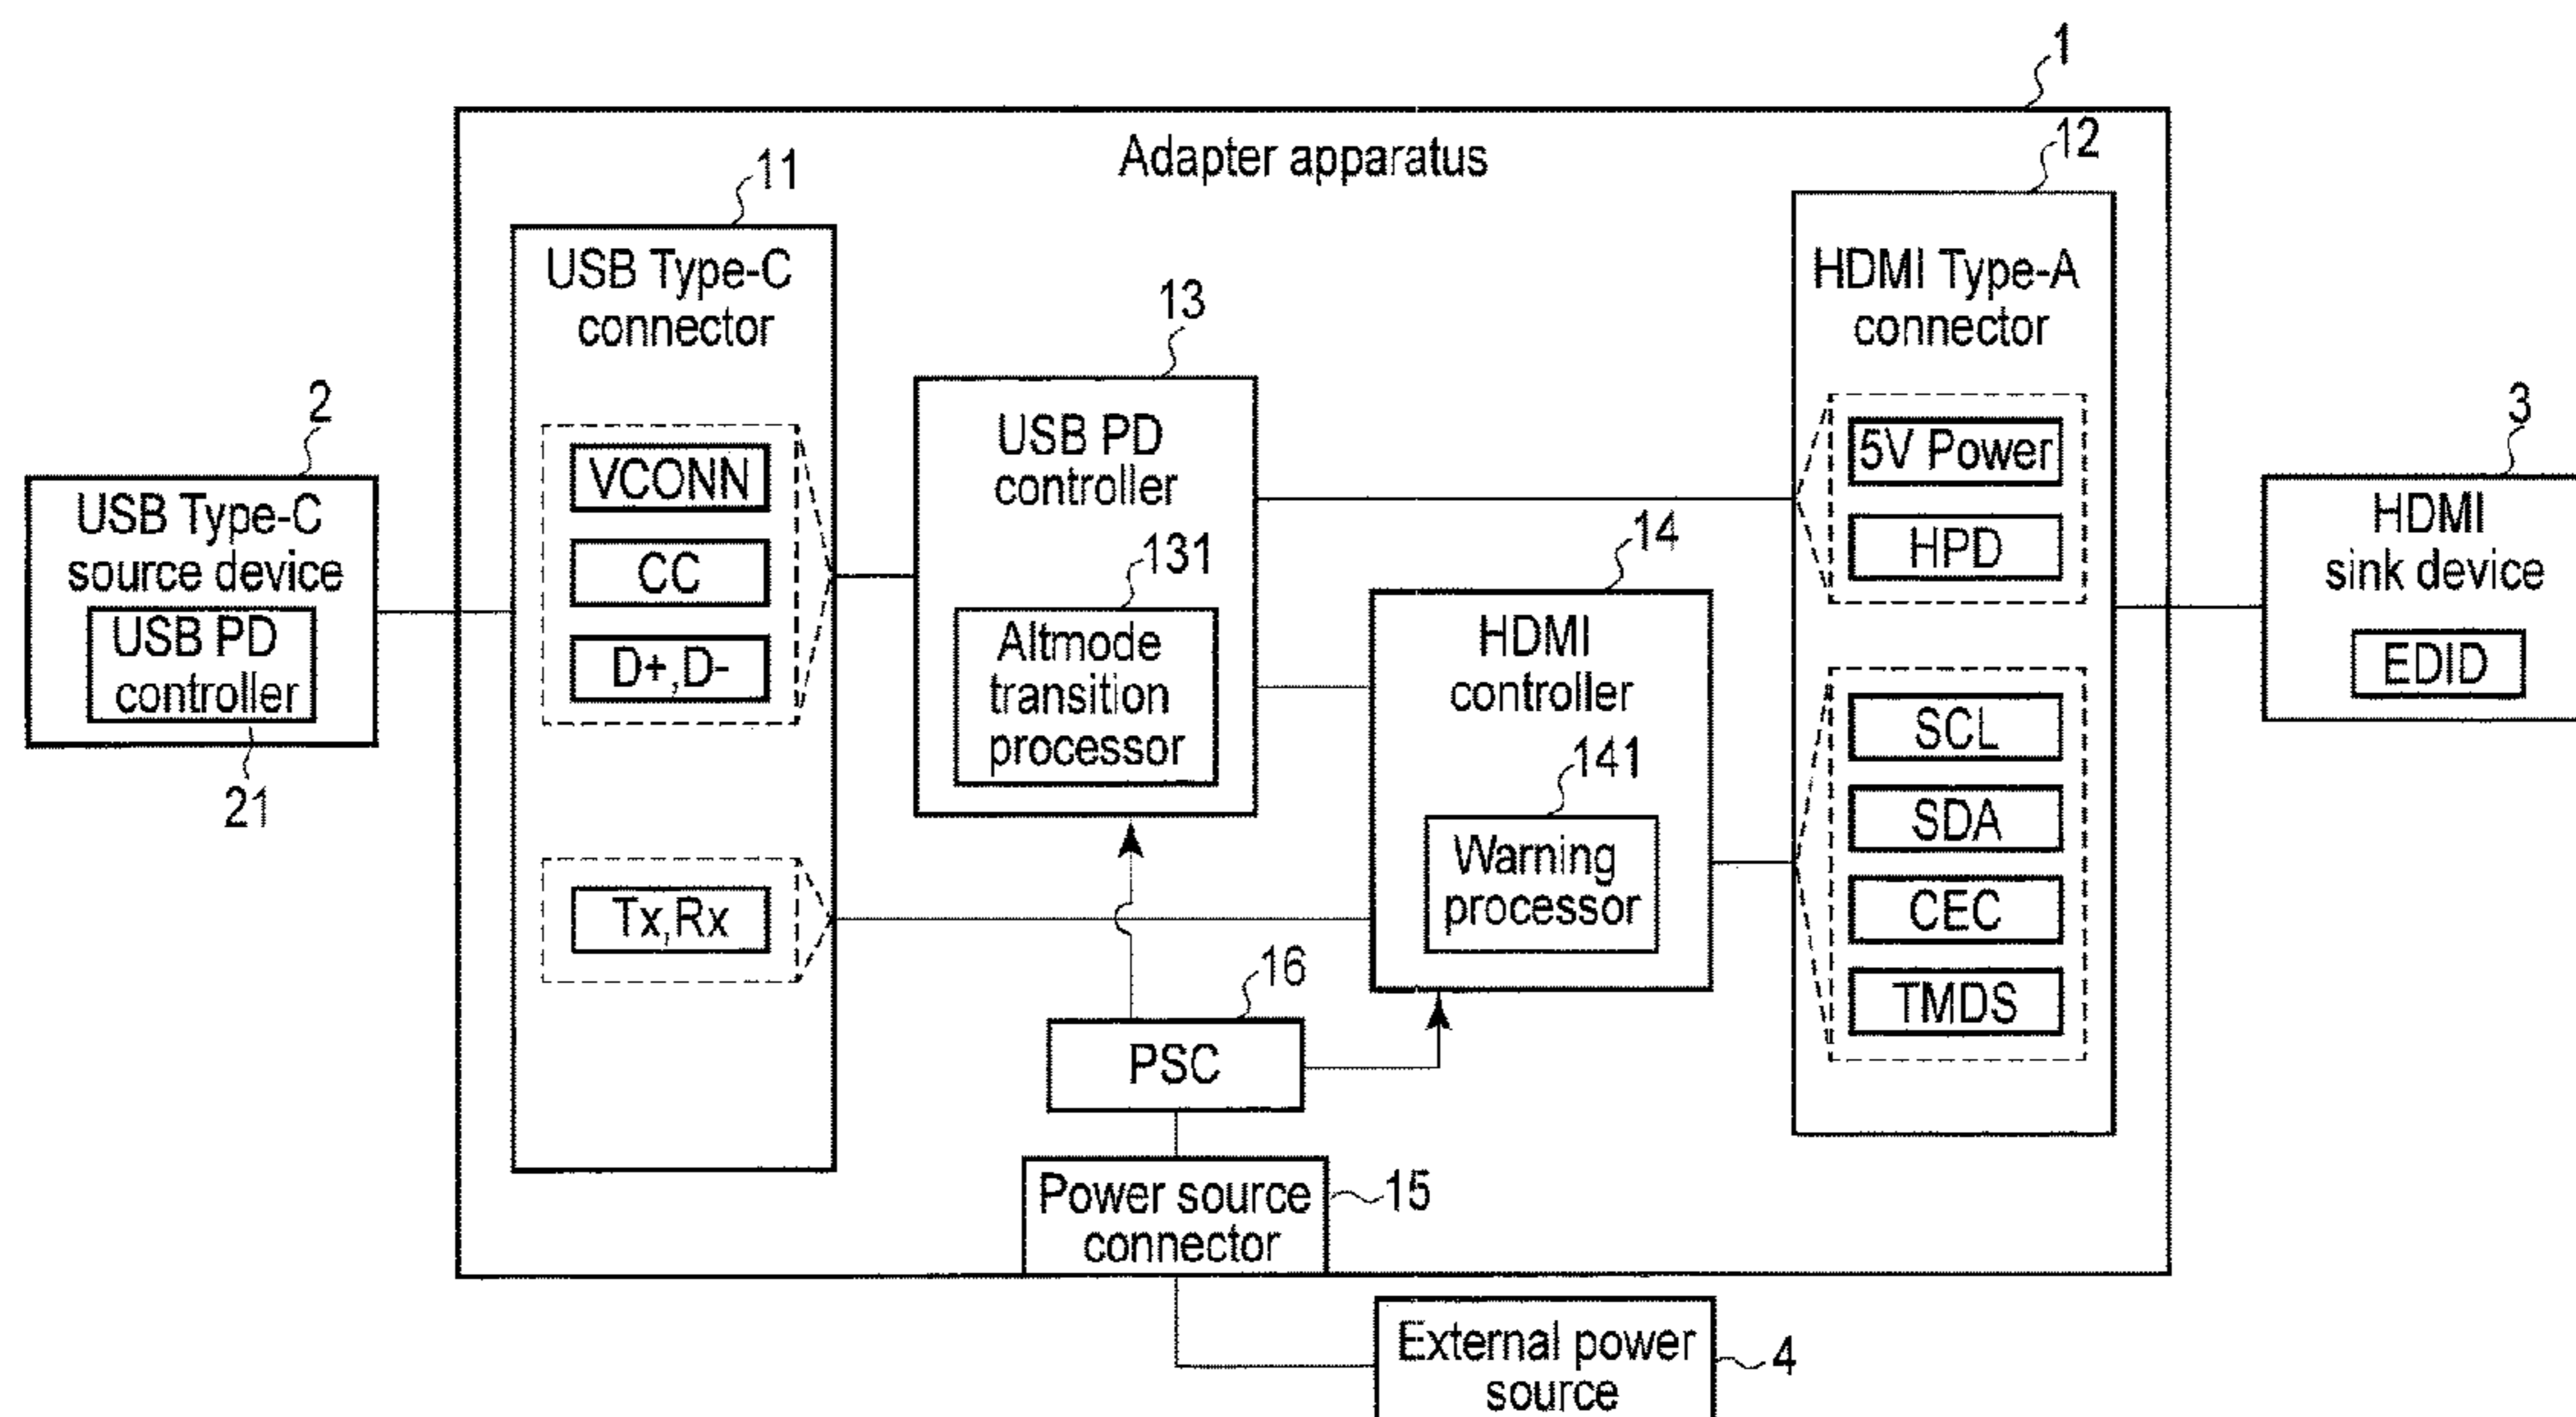 1
Adapter apparatus
11
USB Type-C
connector
VCONN
CC
D+,D-
Tx,Rx
2
USB Type-C
source device
USB PD
controller
21
13
USB PD
controller
131
Altmode
transition
processor
14
HDMI
controller
141
Warning
processor
12
HDMI Type-A
connector
5V Power
HPD
SCL
SDA
CEC
TMDS
3
HDMI
sink device
EDID
16
PSC
Power source
connector
15
External power
source
4